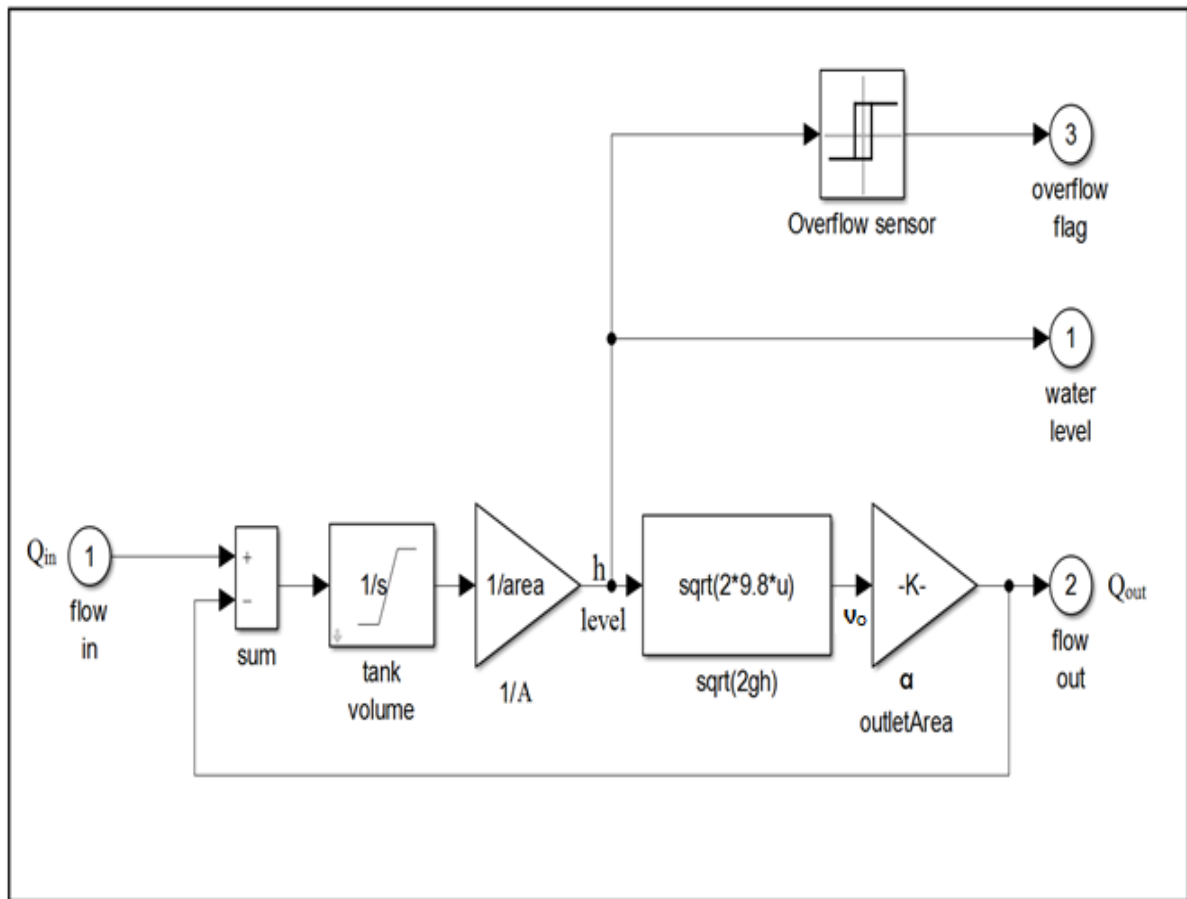 3
Overflow sensor
overflow
flag
1
water
level
Qin
1
flow
in
+
−
sum
1/s
tank
volume
1/area
1/A
h
level
sqrt(2*9.8*u)
sqrt(2gh)
υo
-K-
α
outletArea
2
Qout
flow
out